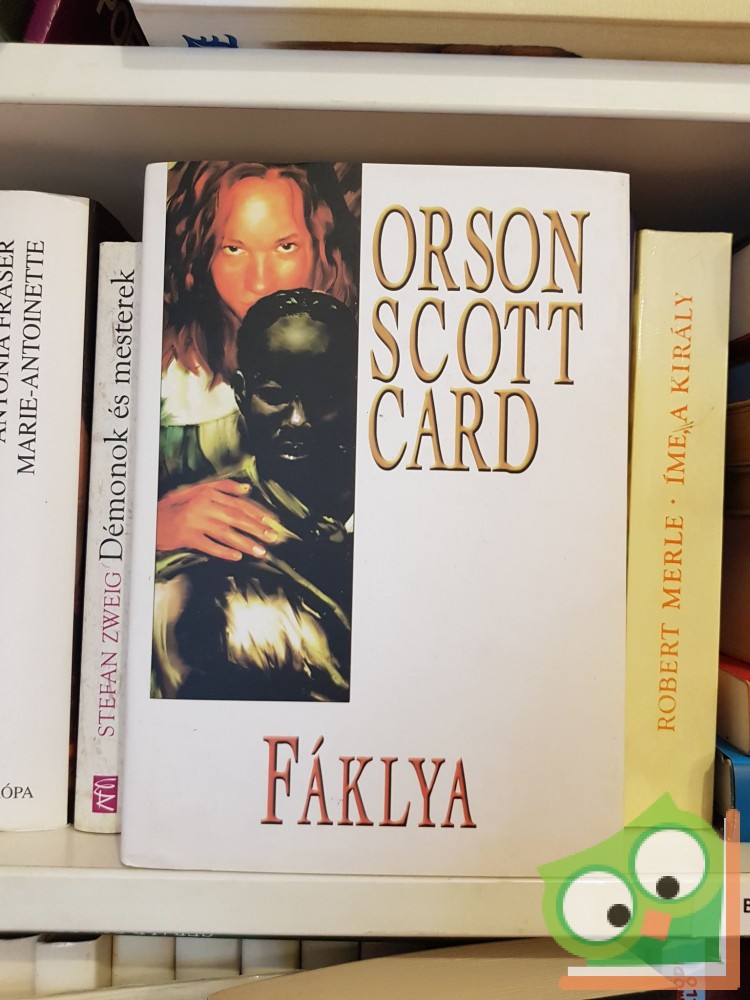 ORSON
SCOTT
CARD
FÁKLYA
ANTONIA FRASER
MARIE-ANTOINETTE
STEFAN ZWEIG Démonok és mesterek
ROBERT MERLE · ÍME, A KIRÁLY